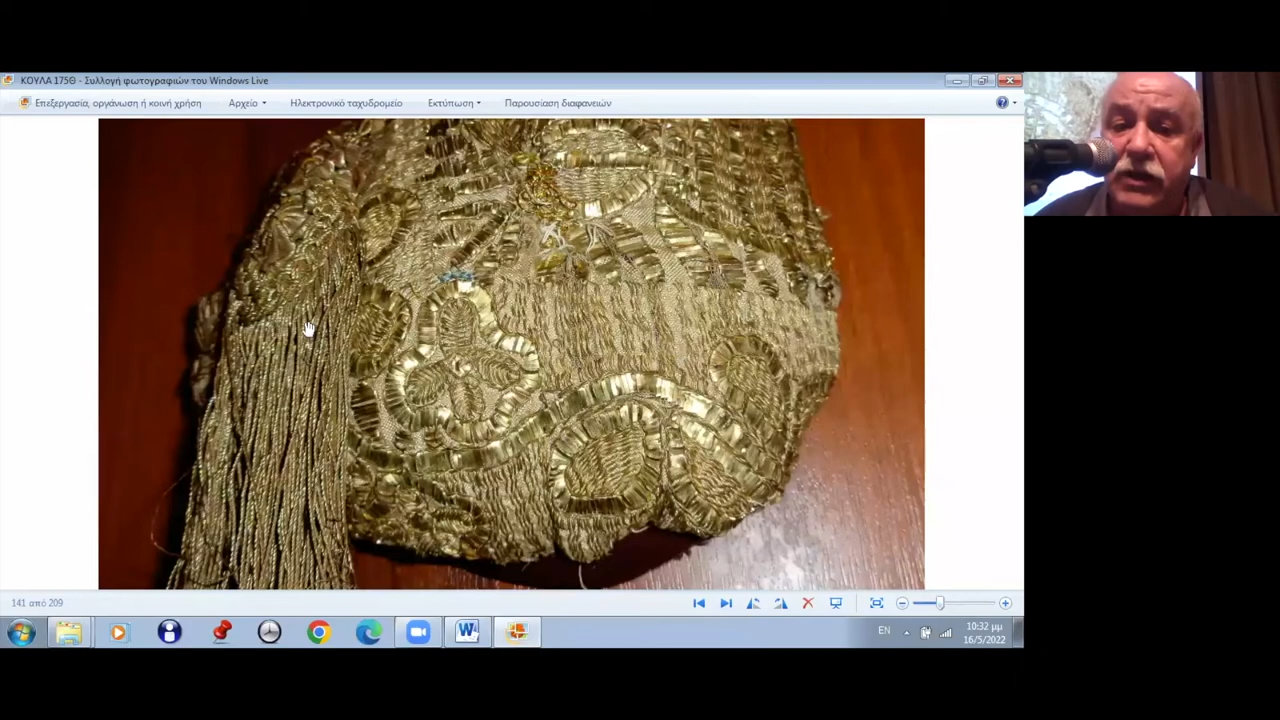 ΚΟΥΛΑ 175Θ - Συλλογή φωτογραφιών του Windows Live
Επεξεργασία, οργάνωση ή κοινή χρήση Αρχείο Ηλεκτρονικό ταχυδρομείο Εκτύπωση Παρουσίαση διαφανειών
141 από 209
EN
10:32 μμ
16/5/2022